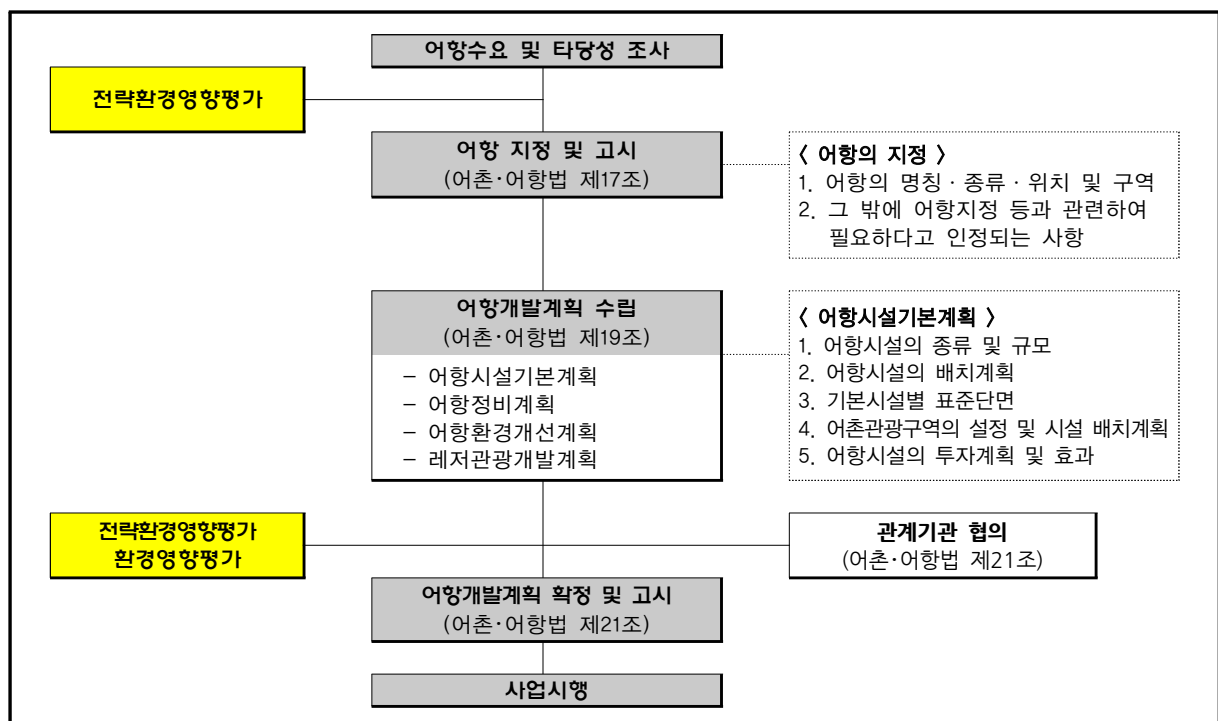 어항수요 및 타당성 조사
전략환경영향평가
어항 지정 및 고시
(어촌·어항법 제17조)
〈 어항의 지정 〉
1. 어항의 명칭·종류·위치 및 구역
2. 그 밖에 어항지정 등과 관련하여
필요하다고 인정되는 사항
어항개발계획 수립
(어촌·어항법 제19조)
– 어항시설기본계획
– 어항정비계획
– 어항환경개선계획
– 레저관광개발계획
〈 어항시설기본계획 〉
1. 어항시설의 종류 및 규모
2. 어항시설의 배치계획
3. 기본시설별 표준단면
4. 어촌관광구역의 설정 및 시설 배치계획
5. 어항시설의 투자계획 및 효과
전략환경영향평가
환경영향평가
관계기관 협의
(어촌·어항법 제21조)
어항개발계획 확정 및 고시
(어촌·어항법 제21조)
사업시행